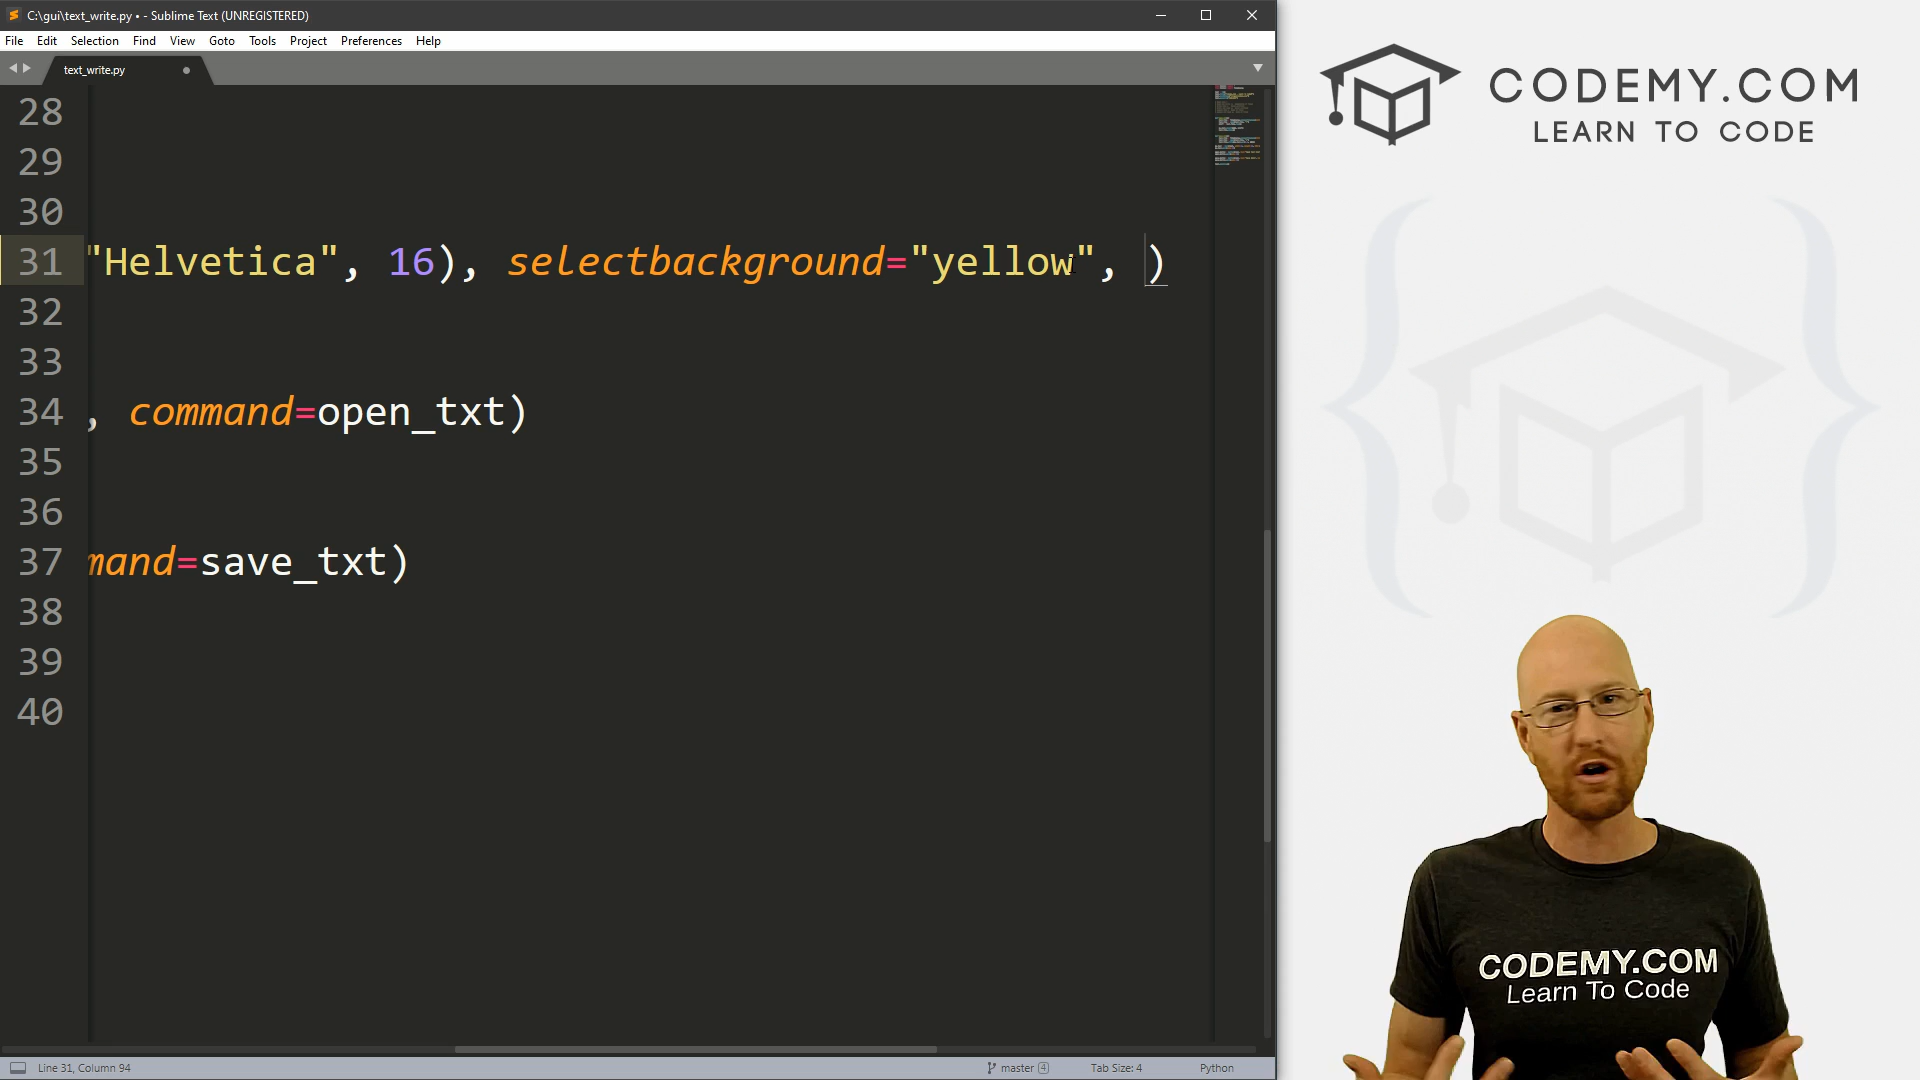 C:\gui\text_write.py • - Sublime Text (UNREGISTERED)
File Edit Selection Find View Goto Tools Project Preferences Help
text_write.py
28
29
30
31 "Helvetica", 16), selectbackground="yellow", )
32
33
34 , command=open_txt)
35
36
37 mand=save_txt)
38
39
40
Line 31, Column 94 master 4 Tab Size: 4 Python
CODEMY.COM
LEARN TO CODE
CODEMY.COM
Learn To Code